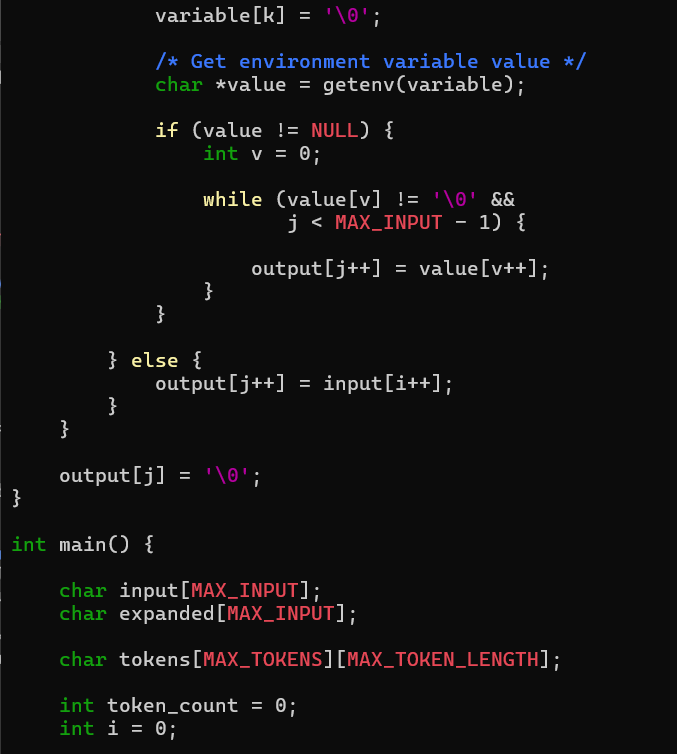 variable[k] = '\0';

            /* Get environment variable value */
            char *value = getenv(variable);

            if (value != NULL) {
                int v = 0;

                while (value[v] != '\0' &&
                       j < MAX_INPUT - 1) {

                    output[j++] = value[v++];
                }
            }

        } else {
            output[j++] = input[i++];
        }
    }

    output[j] = '\0';
}

int main() {

    char input[MAX_INPUT];
    char expanded[MAX_INPUT];

    char tokens[MAX_TOKENS][MAX_TOKEN_LENGTH];

    int token_count = 0;
    int i = 0;